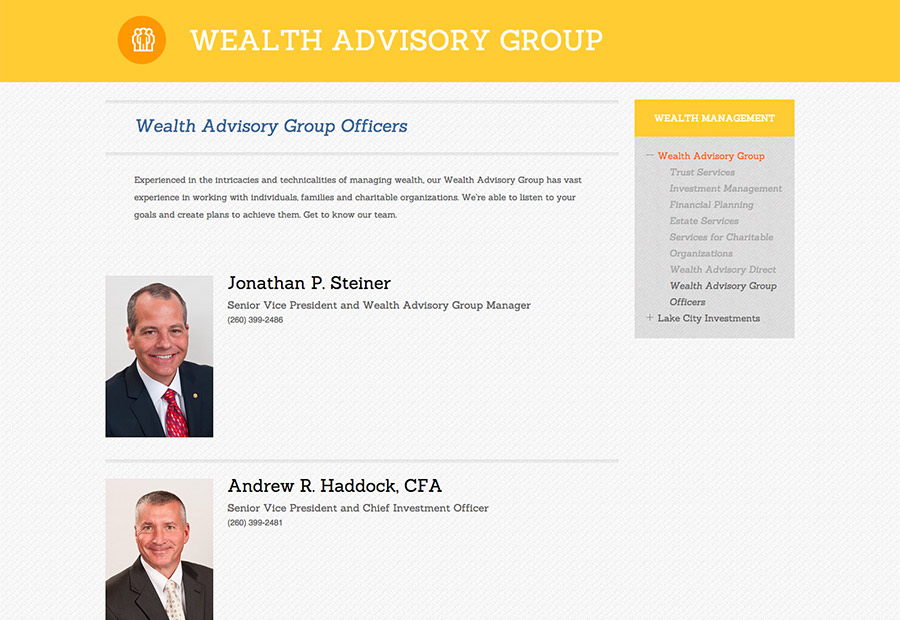 WEALTH ADVISORY GROUP
Wealth Advisory Group Officers
Experienced in the intricacies and technicalities of managing wealth, our Wealth Advisory Group has vast
experience in working with individuals, families and charitable organizations. We're able to listen to your
goals and create plans to achieve them. Get to know our team.
Jonathan P. Steiner
Senior Vice President and Wealth Advisory Group Manager
(260) 399-2486
Andrew R. Haddock, CFA
Senior Vice President and Chief Investment Officer
(260) 399-2481
WEALTH MANAGEMENT
— Wealth Advisory Group
Trust Services
Investment Management
Financial Planning
Estate Services
Services for Charitable
Organizations
Wealth Advisory Direct
Wealth Advisory Group
Officers
+ Lake City Investments